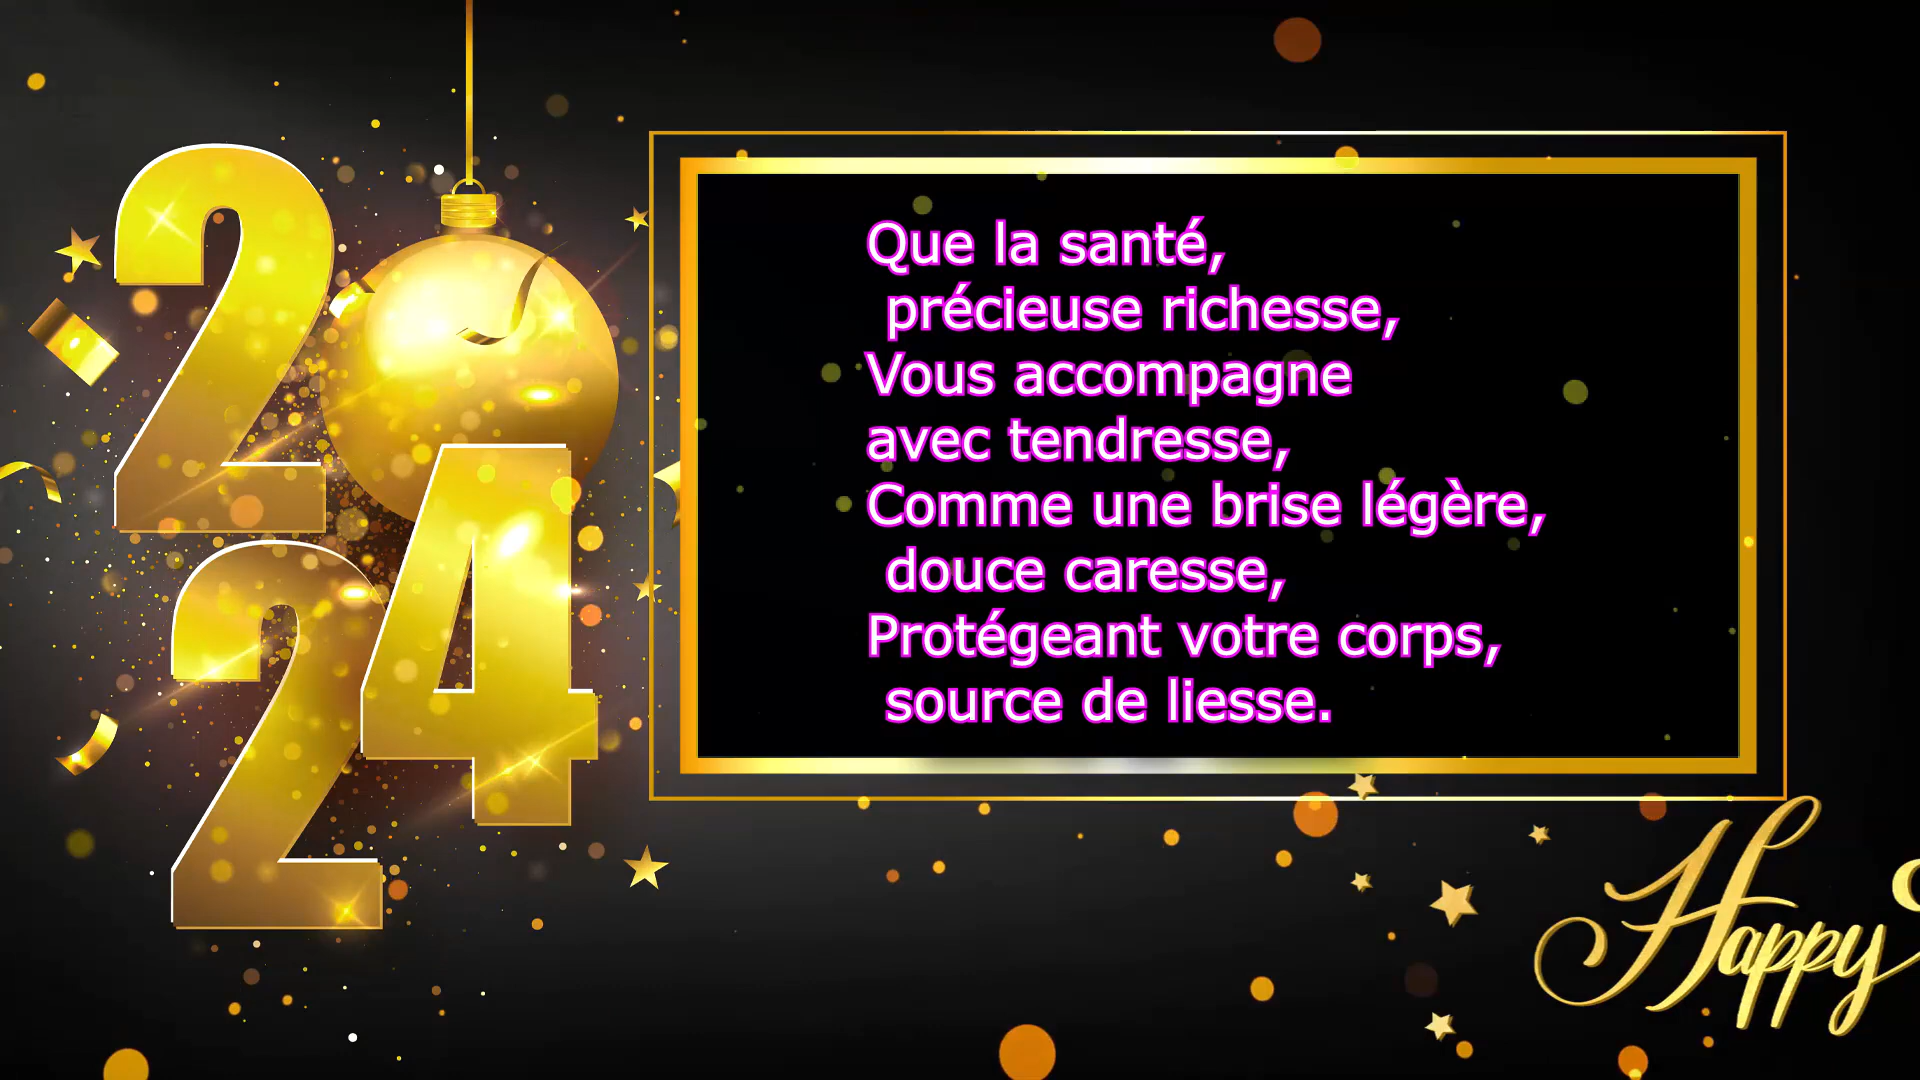 2024
Que la santé,
précieuse richesse,
Vous accompagne
avec tendresse,
Comme une brise légère,
douce caresse,
Protégeant votre corps,
source de liesse.
Happy